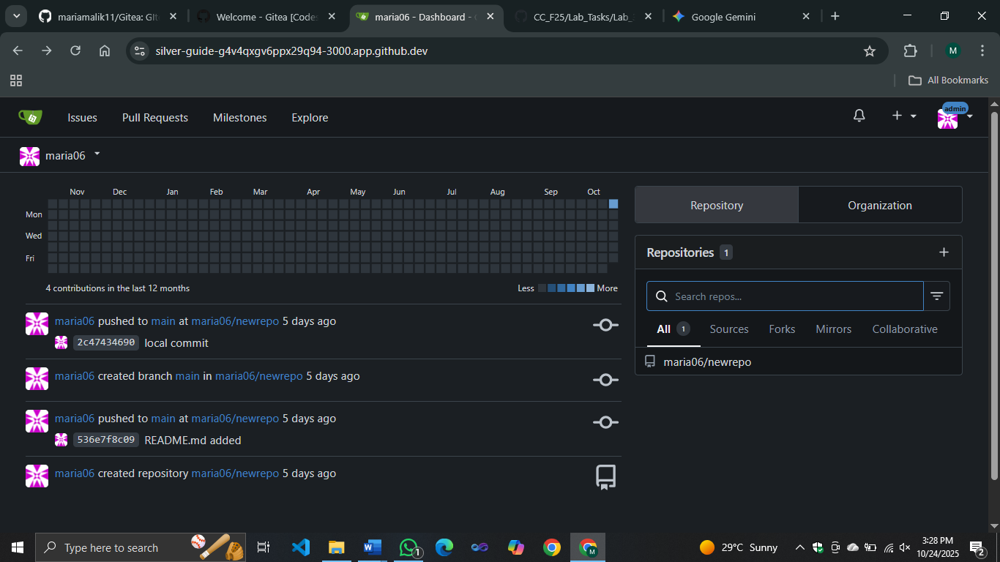 mariamalik11/Gitea: GIt
Welcome - Gitea [Codes
maria06 - Dashboard - G
CC_F25/Lab_Tasks/Lab_
Google Gemini
silver-guide-g4v4qxgv6ppx29q94-3000.app.github.dev
M
All Bookmarks
Issues
Pull Requests
Milestones
Explore
admin
maria06
Nov Dec Jan Feb Mar Apr May Jun Jul Aug Sep Oct
Mon
Wed
Fri
4 contributions in the last 12 months
Less
More
maria06 pushed to main at maria06/newrepo 5 days ago
2c47434690 local commit
maria06 created branch main in maria06/newrepo 5 days ago
maria06 pushed to main at maria06/newrepo 5 days ago
536e7f8c09 README.md added
maria06 created repository maria06/newrepo 5 days ago
Repository
Organization
Repositories 1
Search repos...
All 1
Sources
Forks
Mirrors
Collaborative
maria06/newrepo
Type here to search
1
M
29°C Sunny
3:28 PM
10/24/2025
2